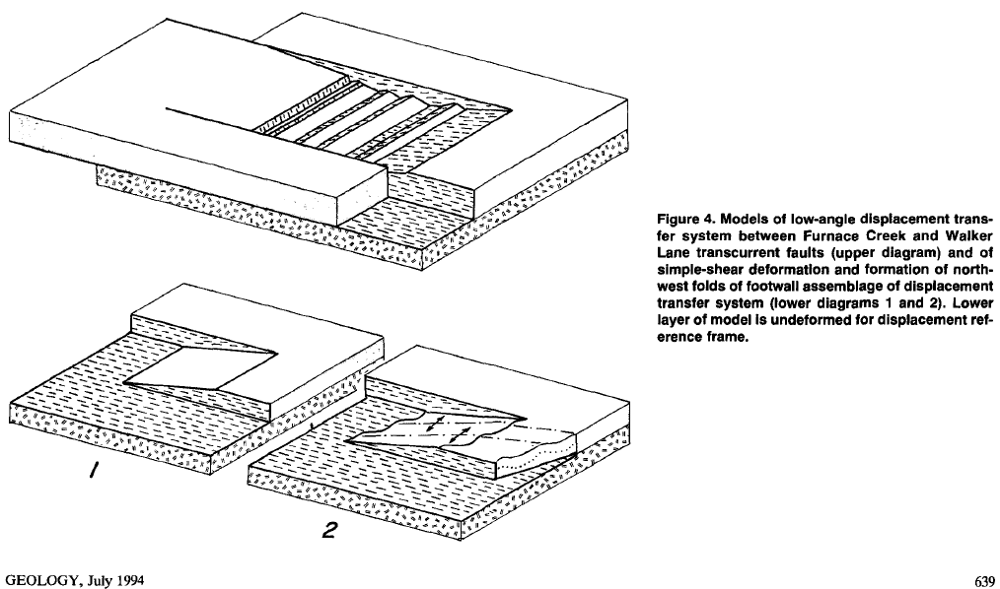 Figure 4. Models of low-angle displacement trans-
fer system between Furnace Creek and Walker
Lane transcurrent faults (upper diagram) and of
simple-shear deformation and formation of north-
west folds of footwall assemblage of displacement
transfer system (lower diagrams 1 and 2). Lower
layer of model is undeformed for displacement ref-
erence frame.
1
2
GEOLOGY, July 1994
639